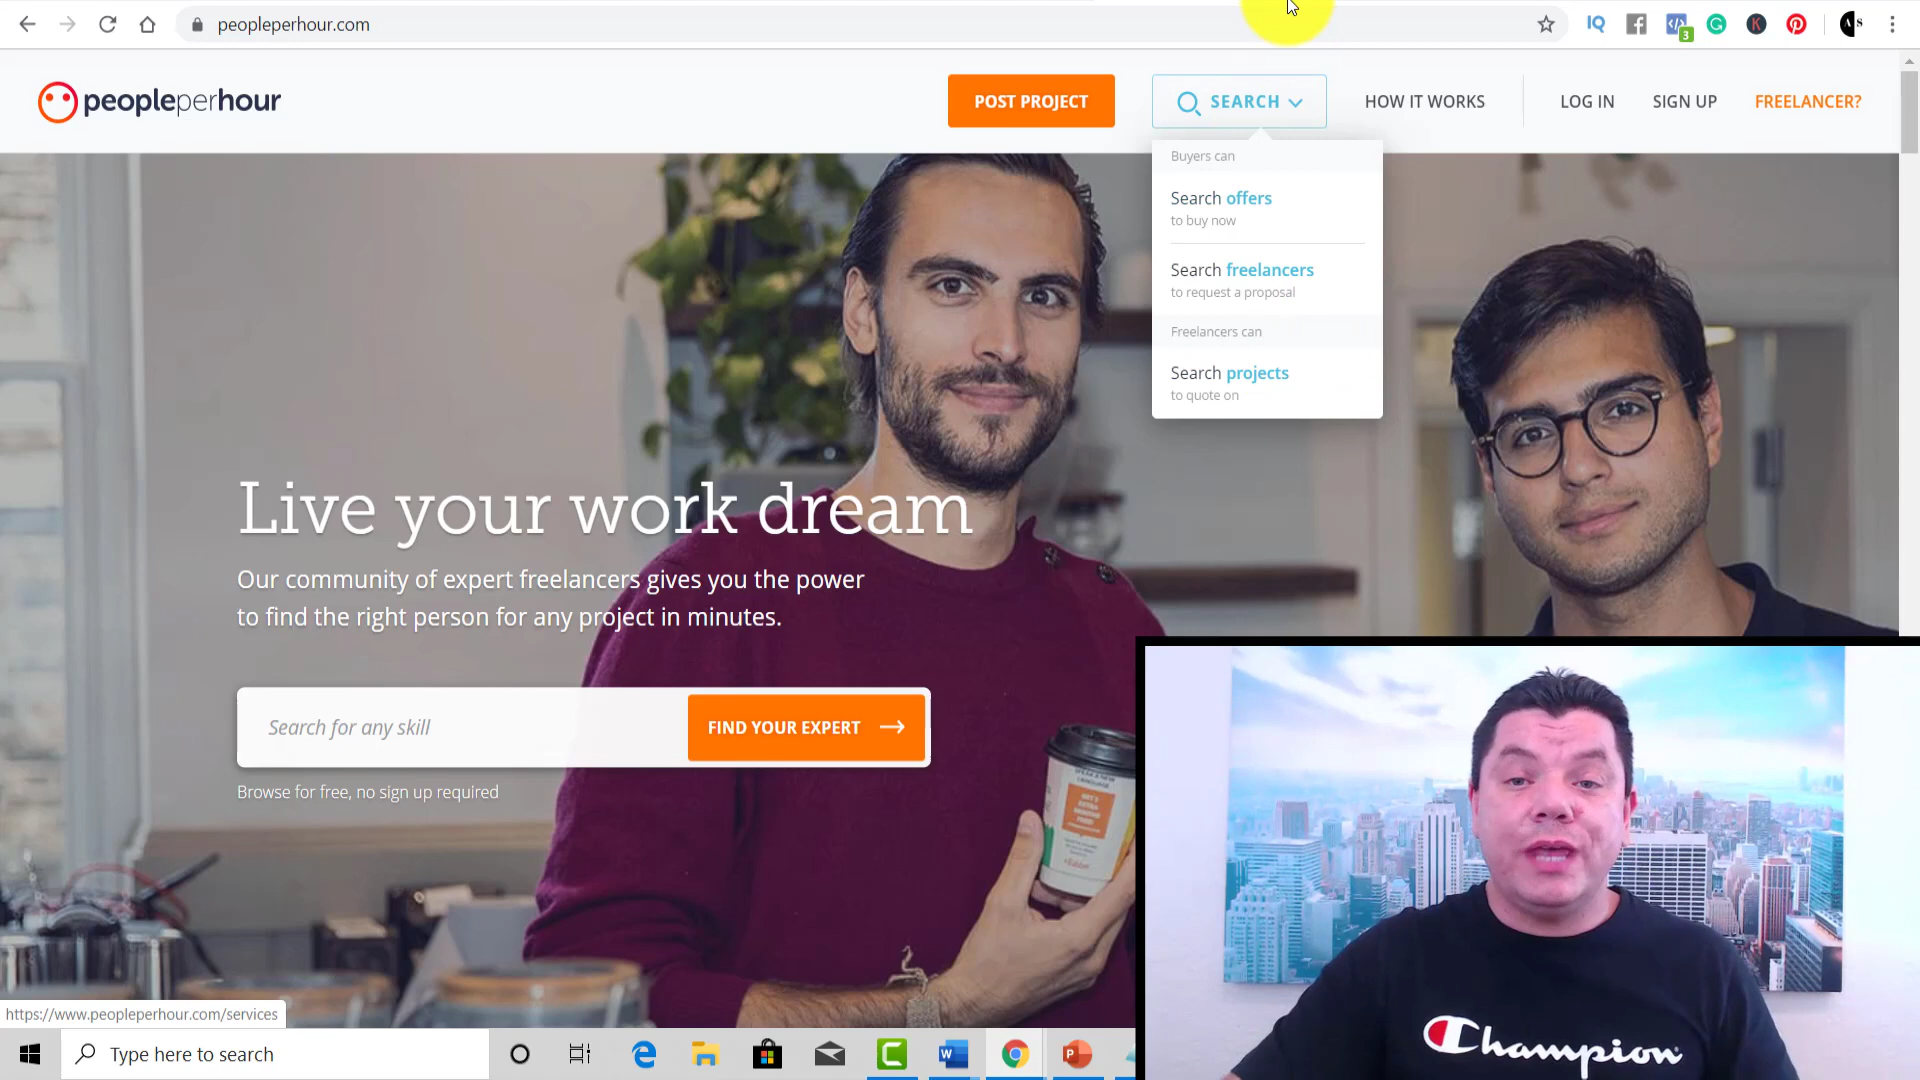 peopleperhour.com
3
A S
peopleperhour
POST PROJECT
SEARCH
HOW IT WORKS
LOG IN
SIGN UP
FREELANCER?
Buyers can
Search offers
to buy now
Search freelancers
to request a proposal
Freelancers can
Search projects
to quote on
Live your work dream
Our community of expert freelancers gives you the power
to find the right person for any project in minutes.
Search for any skill
FIND YOUR EXPERT
Browse for free, no sign up required
https://www.peopleperhour.com/services
Type here to search
Champion